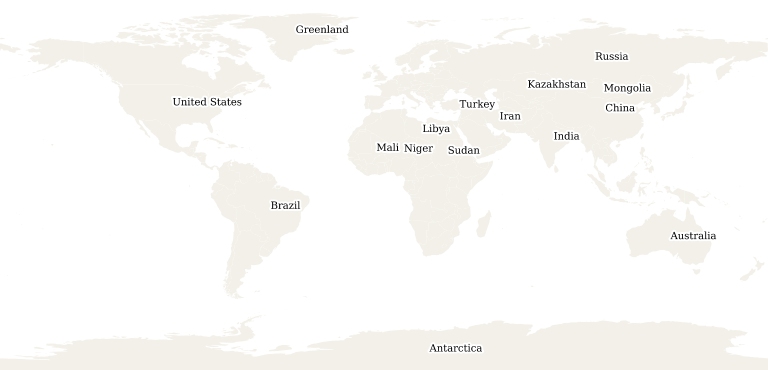 Greenland
Russia
Kazakhstan
Mongolia
United States
Turkey
China
Iran
Libya
India
Mali
Niger
Sudan
Brazil
Australia
Antarctica